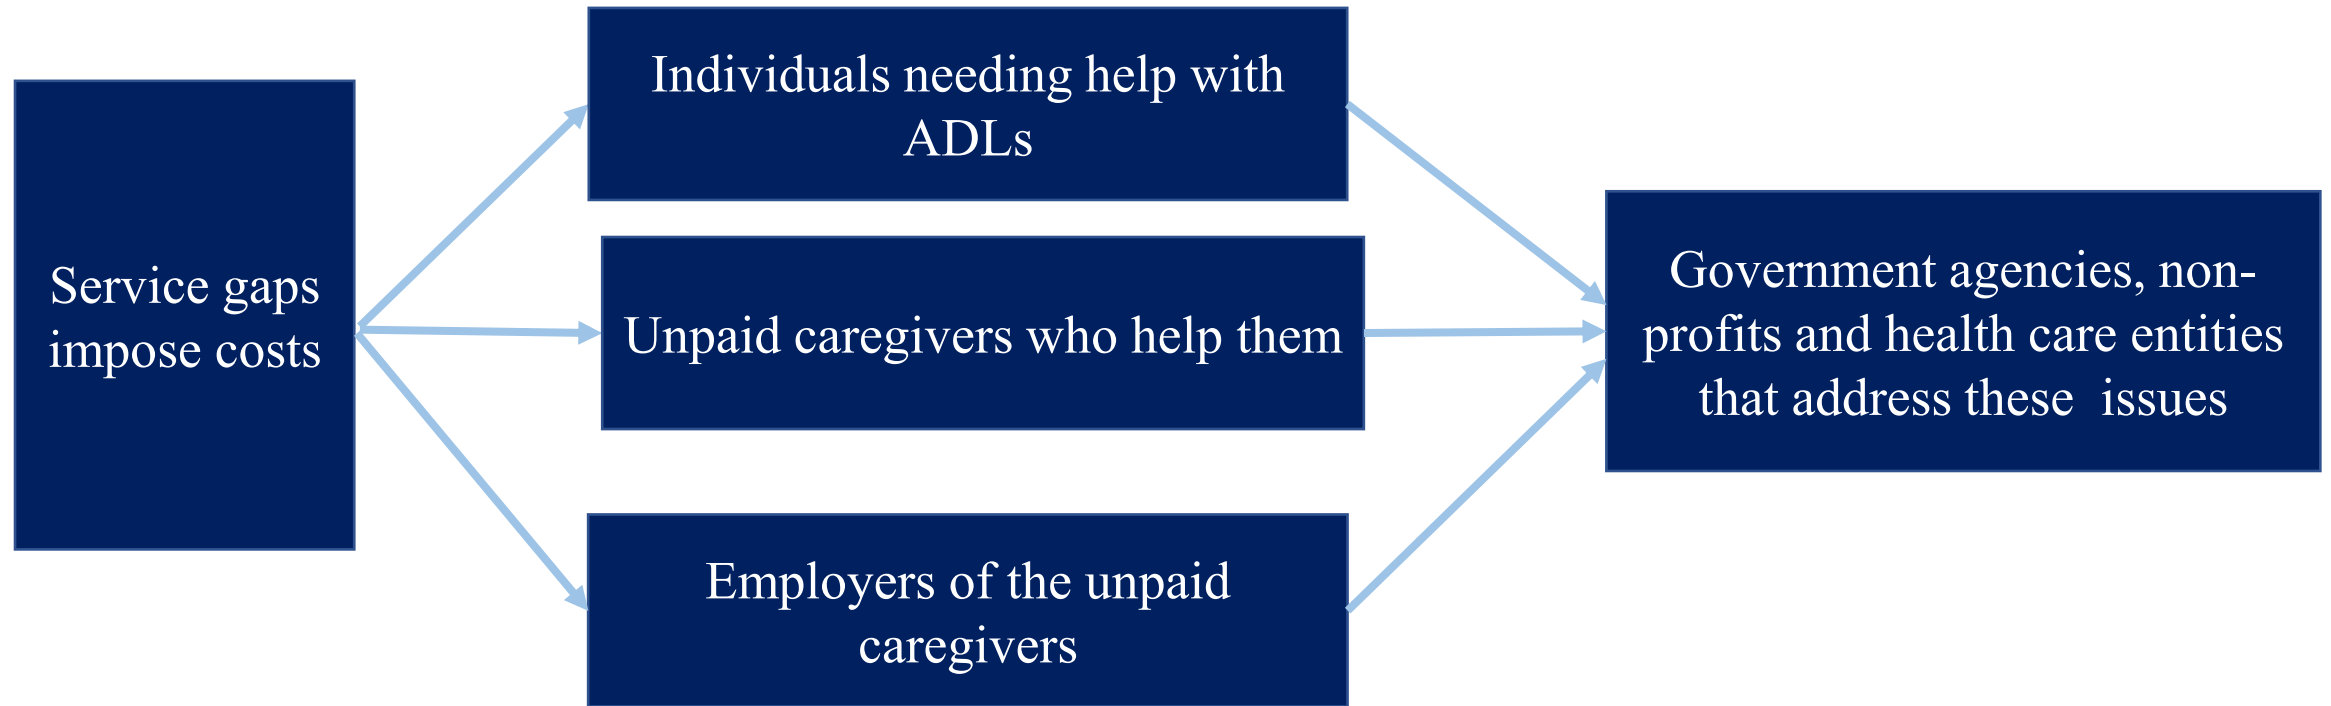 Service gaps
impose costs
Individuals needing help with
ADLs
Unpaid caregivers who help them
Employers of the unpaid
caregivers
Government agencies, non-
profits and health care entities
that address these  issues